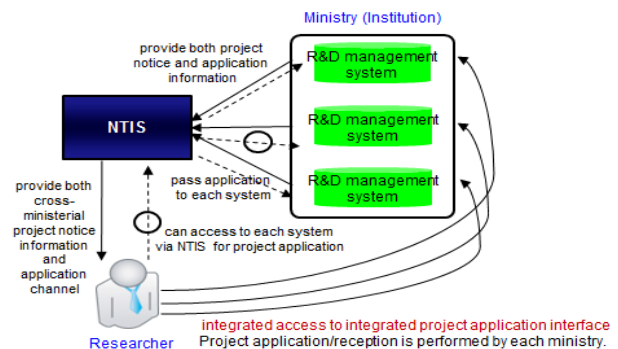 Ministry (Institution)
provide both project
notice and application
information
R&D management
system
NTIS
R&D management
system
R&D management
system
pass application
to each system
provide both
cross-
ministerial
project notice
information
and
application
channel
can access to each system
via NTIS for project application
Researcher
integrated access to integrated project application interface
Project application/reception is performed by each ministry.